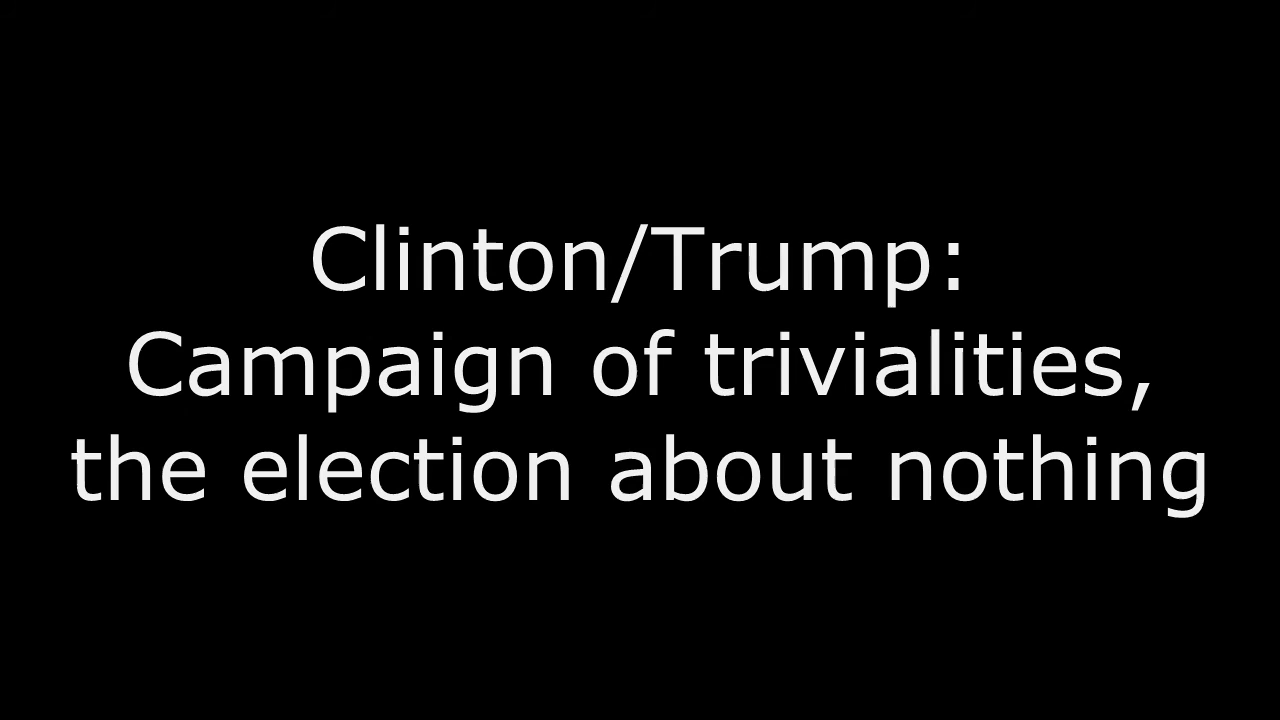 Clinton/Trump:
Campaign of trivialities,
the election about nothing